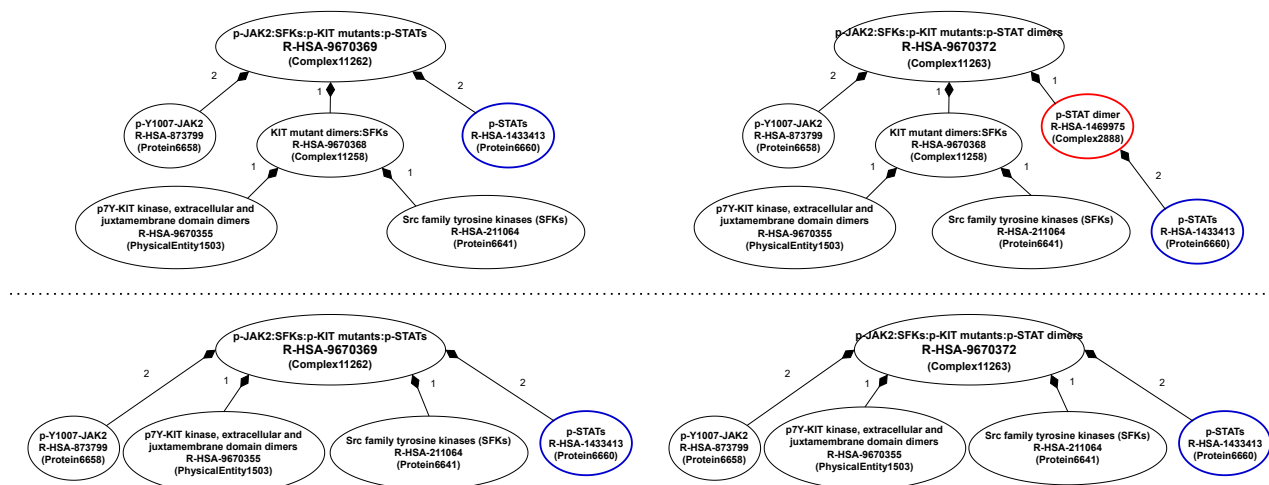 p-JAK2:SFKs:p-KIT mutants:p-STATs
R-HSA-9670369
(Complex11262)
2
1
2
p-Y1007-JAK2
R-HSA-873799
(Protein6658)
KIT mutant dimers:SFKs
R-HSA-9670368
(Complex11258)
p-STATs
R-HSA-1433413
(Protein6660)
1
1
p7Y-KIT kinase, extracellular and
juxtamembrane domain dimers
R-HSA-9670355
(PhysicalEntity1503)
Src family tyrosine kinases (SFKs)
R-HSA-211064
(Protein6641)
p-JAK2:SFKs:p-KIT mutants:p-STAT dimers
R-HSA-9670372
(Complex11263)
2
1
1
p-Y1007-JAK2
R-HSA-873799
(Protein6658)
KIT mutant dimers:SFKs
R-HSA-9670368
(Complex11258)
p-STAT dimer
R-HSA-1469975
(Complex2888)
1
1
2
p7Y-KIT kinase, extracellular and
juxtamembrane domain dimers
R-HSA-9670355
(PhysicalEntity1503)
Src family tyrosine kinases (SFKs)
R-HSA-211064
(Protein6641)
p-STATs
R-HSA-1433413
(Protein6660)
p-JAK2:SFKs:p-KIT mutants:p-STATs
R-HSA-9670369
(Complex11262)
2
1
1
2
p-Y1007-JAK2
R-HSA-873799
(Protein6658)
p7Y-KIT kinase, extracellular and
juxtamembrane domain dimers
R-HSA-9670355
(PhysicalEntity1503)
Src family tyrosine kinases (SFKs)
R-HSA-211064
(Protein6641)
p-STATs
R-HSA-1433413
(Protein6660)
p-JAK2:SFKs:p-KIT mutants:p-STAT dimers
R-HSA-9670372
(Complex11263)
2
1
1
2
p-Y1007-JAK2
R-HSA-873799
(Protein6658)
p7Y-KIT kinase, extracellular and
juxtamembrane domain dimers
R-HSA-9670355
(PhysicalEntity1503)
Src family tyrosine kinases (SFKs)
R-HSA-211064
(Protein6641)
p-STATs
R-HSA-1433413
(Protein6660)